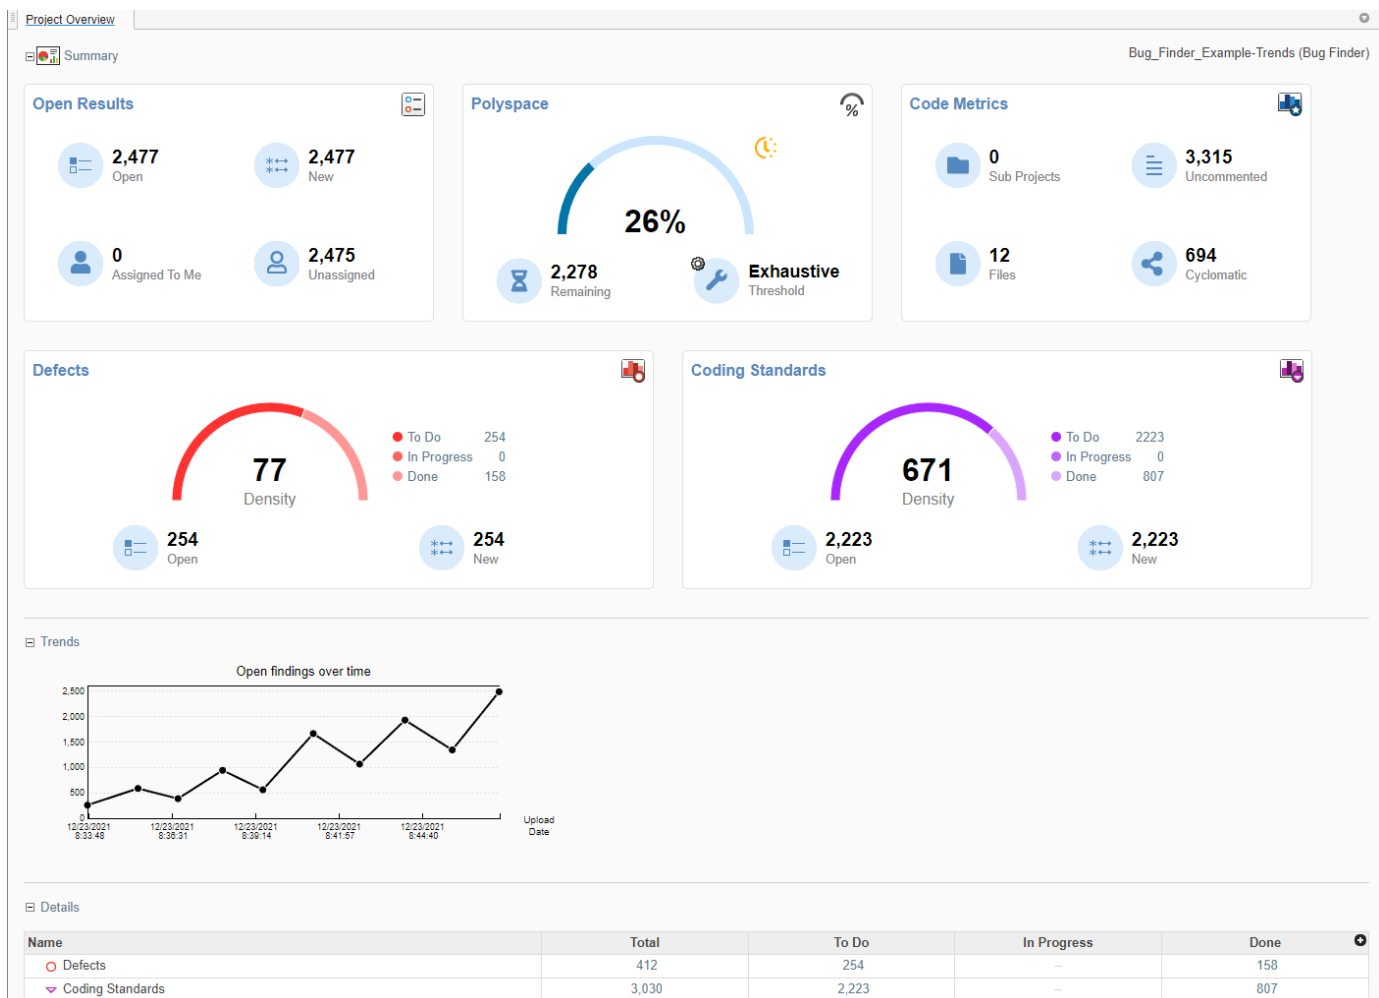 Project Overview
Summary
Bug_Finder_Example-Trends (Bug Finder)
Open Results
2,477
Open
2,477
New
0
Assigned To Me
2,475
Unassigned
Polyspace
%
26%
2,278
Remaining
Exhaustive
Threshold
Code Metrics
0
Sub Projects
3,315
Uncommented
12
Files
694
Cyclomatic
Defects
77
Density
To Do 254
In Progress 0
Done 158
254
Open
254
New
Coding Standards
671
Density
To Do 2223
In Progress 0
Done 807
2,223
Open
2,223
New
Trends
Open findings over time
2,500
2,000
1,500
1,000
500
0
12/23/2021 12/23/2021 12/23/2021 12/23/2021 12/23/2021
8:33:48 8:36:31 8:39:14 8:41:57 8:44:40
Upload
Date
Details
Name Total To Do In Progress Done
Defects 412 254 – 158
Coding Standards 3,030 2,223 – 807